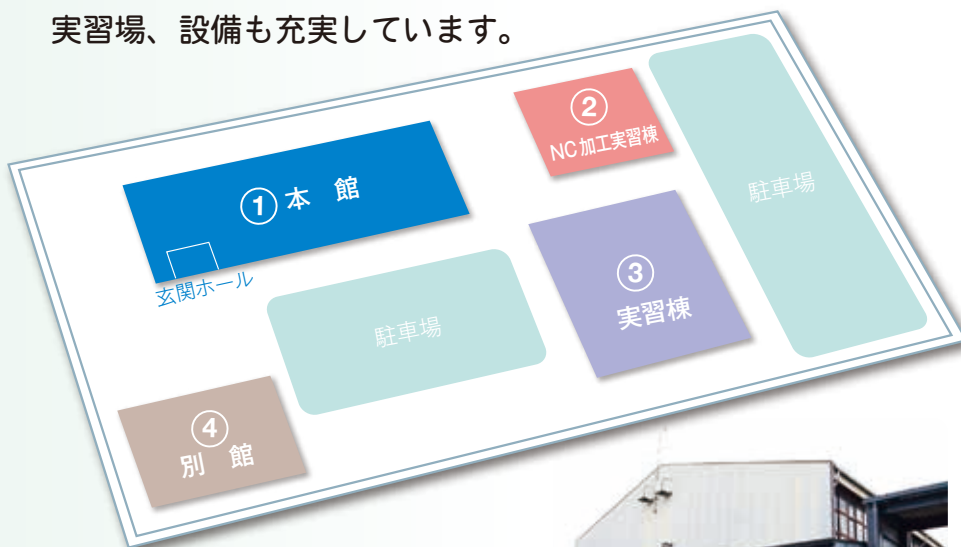 実習場、設備も充実しています。
①本 館
玄関ホール
②
NC加工実習棟
駐車場
③
実習棟
駐車場
④
別 館